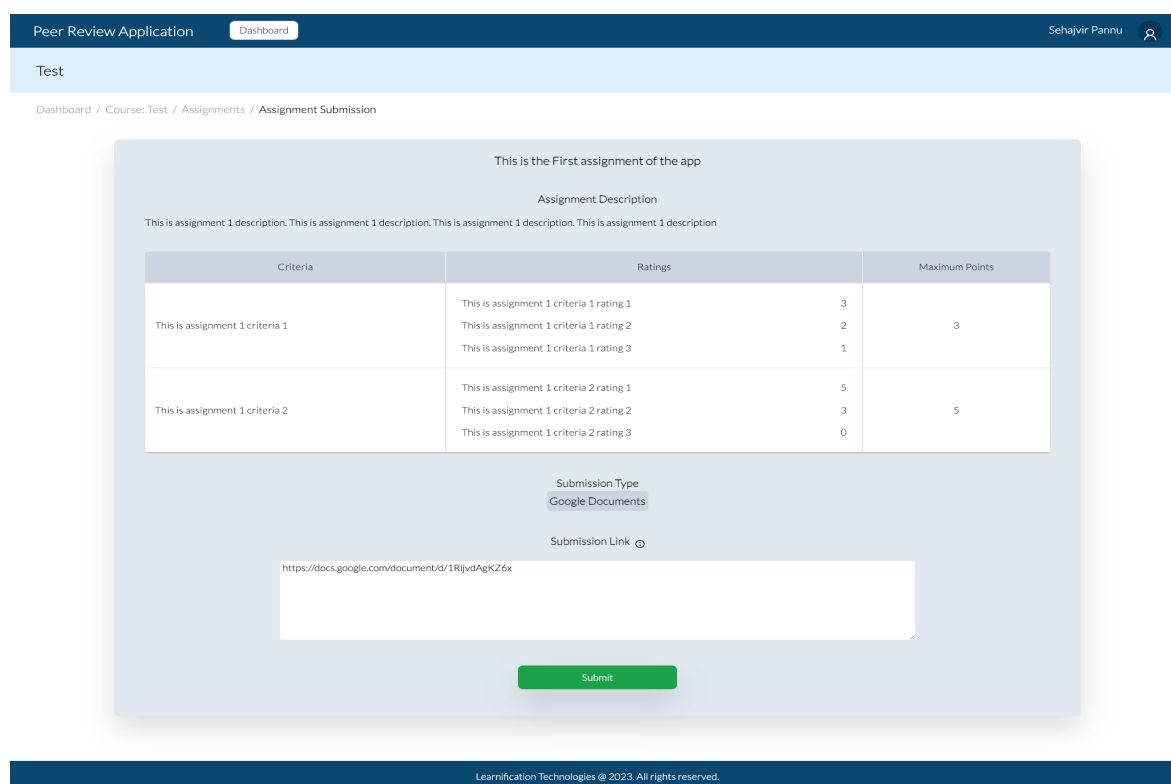 Peer Review Application Dashboard Sehajvir Pannu
Test
Dashboard / Course: Test / Assignments / Assignment Submission
This is the First assignment of the app
Assignment Description
This is assignment 1 description. This is assignment 1 description. This is assignment 1 description. This is assignment 1 description
Criteria Ratings Maximum Points
This is assignment 1 criteria 1
This is assignment 1 criteria 1 rating 1 3
This is assignment 1 criteria 1 rating 2 2
This is assignment 1 criteria 1 rating 3 1
3
This is assignment 1 criteria 2
This is assignment 1 criteria 2 rating 1 5
This is assignment 1 criteria 2 rating 2 3
This is assignment 1 criteria 2 rating 3 0
5
Submission Type
Google Documents
Submission Link
https://docs.google.com/document/d/1RijvdAgKZ6x
Submit
Learnification Technologies @ 2023. All rights reserved.